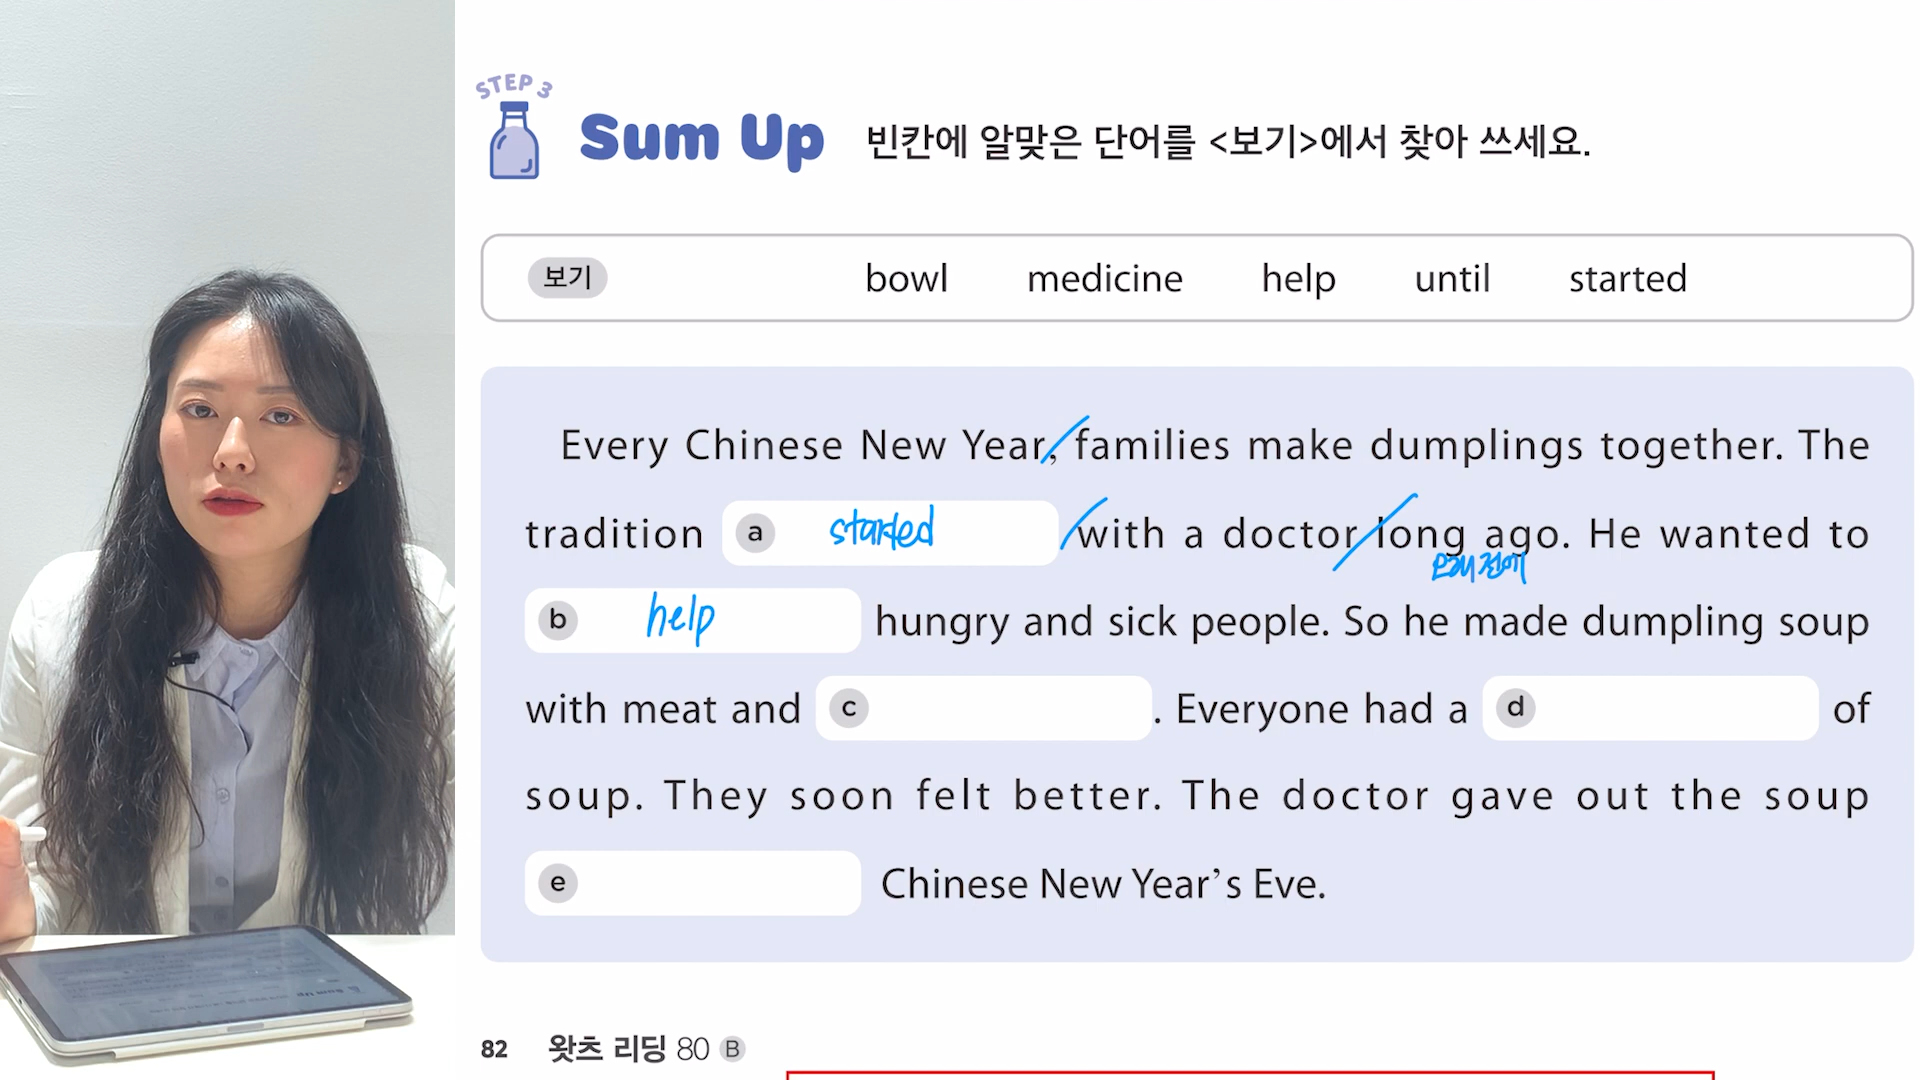 STEP 3
Sum Up 빈칸에 알맞은 단어를 <보기>에서 찾아 쓰세요.
보기 bowl medicine help until started
Every Chinese New Year, families make dumplings together. The
tradition a started with a doctor long ago. He wanted to
오래 전에
b help hungry and sick people. So he made dumpling soup
with meat and c . Everyone had a d of
soup. They soon felt better. The doctor gave out the soup
e Chinese New Year’s Eve.
82 왓츠 리딩 80 B